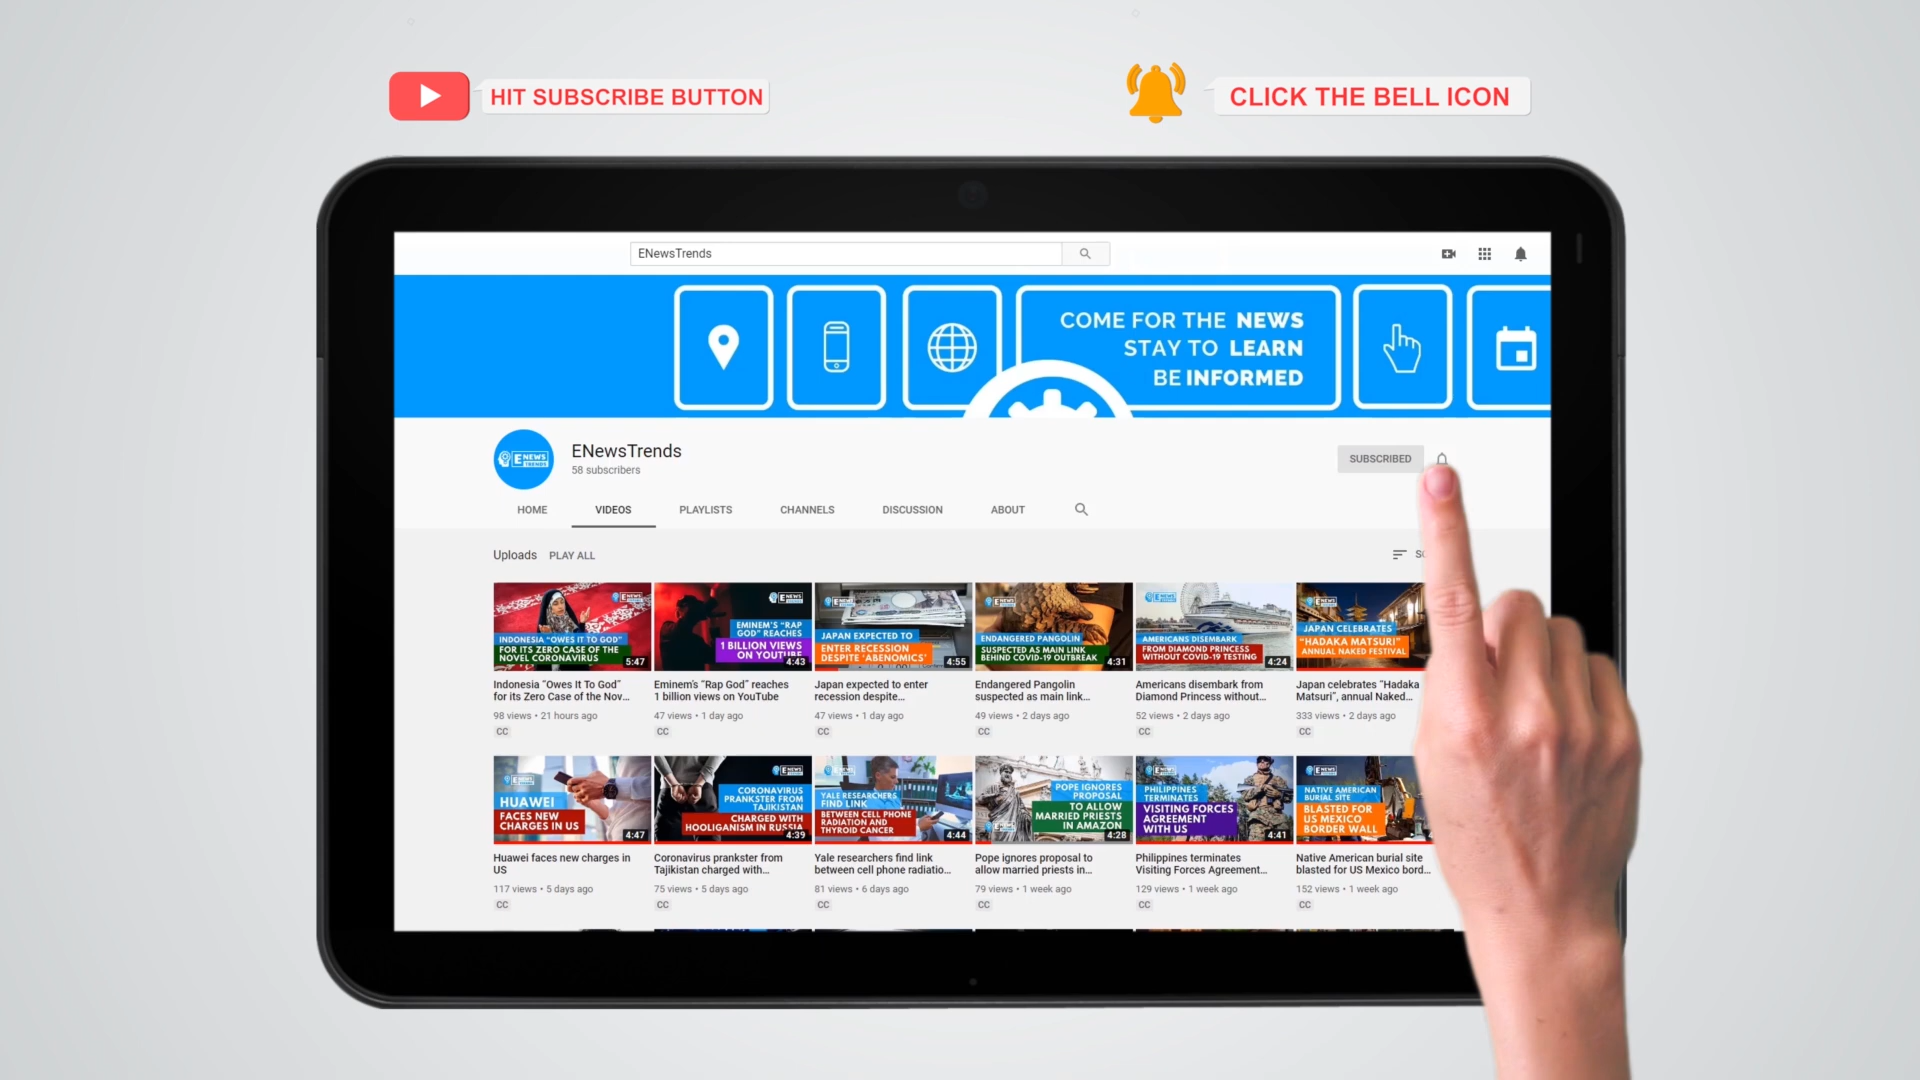 HIT SUBSCRIBE BUTTON
CLICK THE BELL ICON
ENewsTrends
COME FOR THE NEWS
STAY TO LEARN
BE INFORMED
E NEWS
TRENDS
ENewsTrends
58 subscribers
SUBSCRIBED
HOME
VIDEOS
PLAYLISTS
CHANNELS
DISCUSSION
ABOUT
Uploads
PLAY ALL
INDONESIA "OWES IT TO GOD"
FOR ITS ZERO CASE OF THE
NOVEL CORONAVIRUS
5:47
EMINEM'S "RAP
GOD" REACHES
1 BILLION VIEWS
ON YOUTUBE
4:43
JAPAN EXPECTED TO
ENTER RECESSION
DESPITE 'ABENOMICS'
4:55
ENDANGERED PANGOLIN
SUSPECTED AS MAIN LINK
BEHIND COVID-19 OUTBREAK
4:31
AMERICANS DISEMBARK
FROM DIAMOND PRINCESS
WITHOUT COVID-19 TESTING
4:24
JAPAN CELEBRATES
"HADAKA MATSURI"
ANNUAL NAKED FESTIVAL
Indonesia "Owes It To God"
for its Zero Case of the Nov...
98 views • 21 hours ago
CC
Eminem's "Rap God" reaches
1 billion views on YouTube
47 views • 1 day ago
CC
Japan expected to enter
recession despite...
47 views • 1 day ago
CC
Endangered Pangolin
suspected as main link...
49 views • 2 days ago
CC
Americans disembark from
Diamond Princess without...
52 views • 2 days ago
CC
Japan celebrates "Hadaka
Matsuri", annual Naked...
333 views • 2 days ago
CC
HUAWEI
FACES NEW
CHARGES IN US
4:47
CORONAVIRUS
PRANKSTER FROM
TAJIKISTAN
CHARGED WITH
HOOLIGANISM IN RUSSIA
4:39
YALE RESEARCHERS
FIND LINK
BETWEEN CELL PHONE
RADIATION AND
THYROID CANCER
4:44
POPE IGNORES
PROPOSAL
TO ALLOW
MARRIED PRIESTS
IN AMAZON
4:28
PHILIPPINES
TERMINATES
VISITING FORCES
AGREEMENT
WITH US
4:41
NATIVE AMERICAN
BURIAL SITE
BLASTED FOR
US MEXICO
BORDER WALL
Huawei faces new charges in
US
117 views • 5 days ago
CC
Coronavirus prankster from
Tajikistan charged with...
75 views • 5 days ago
CC
Yale researchers find link
between cell phone radiatio...
81 views • 6 days ago
CC
Pope ignores proposal to
allow married priests in...
79 views • 1 week ago
CC
Philippines terminates
Visiting Forces Agreement...
129 views • 1 week ago
CC
Native American burial site
blasted for US Mexico bord...
152 views • 1 week ago
CC